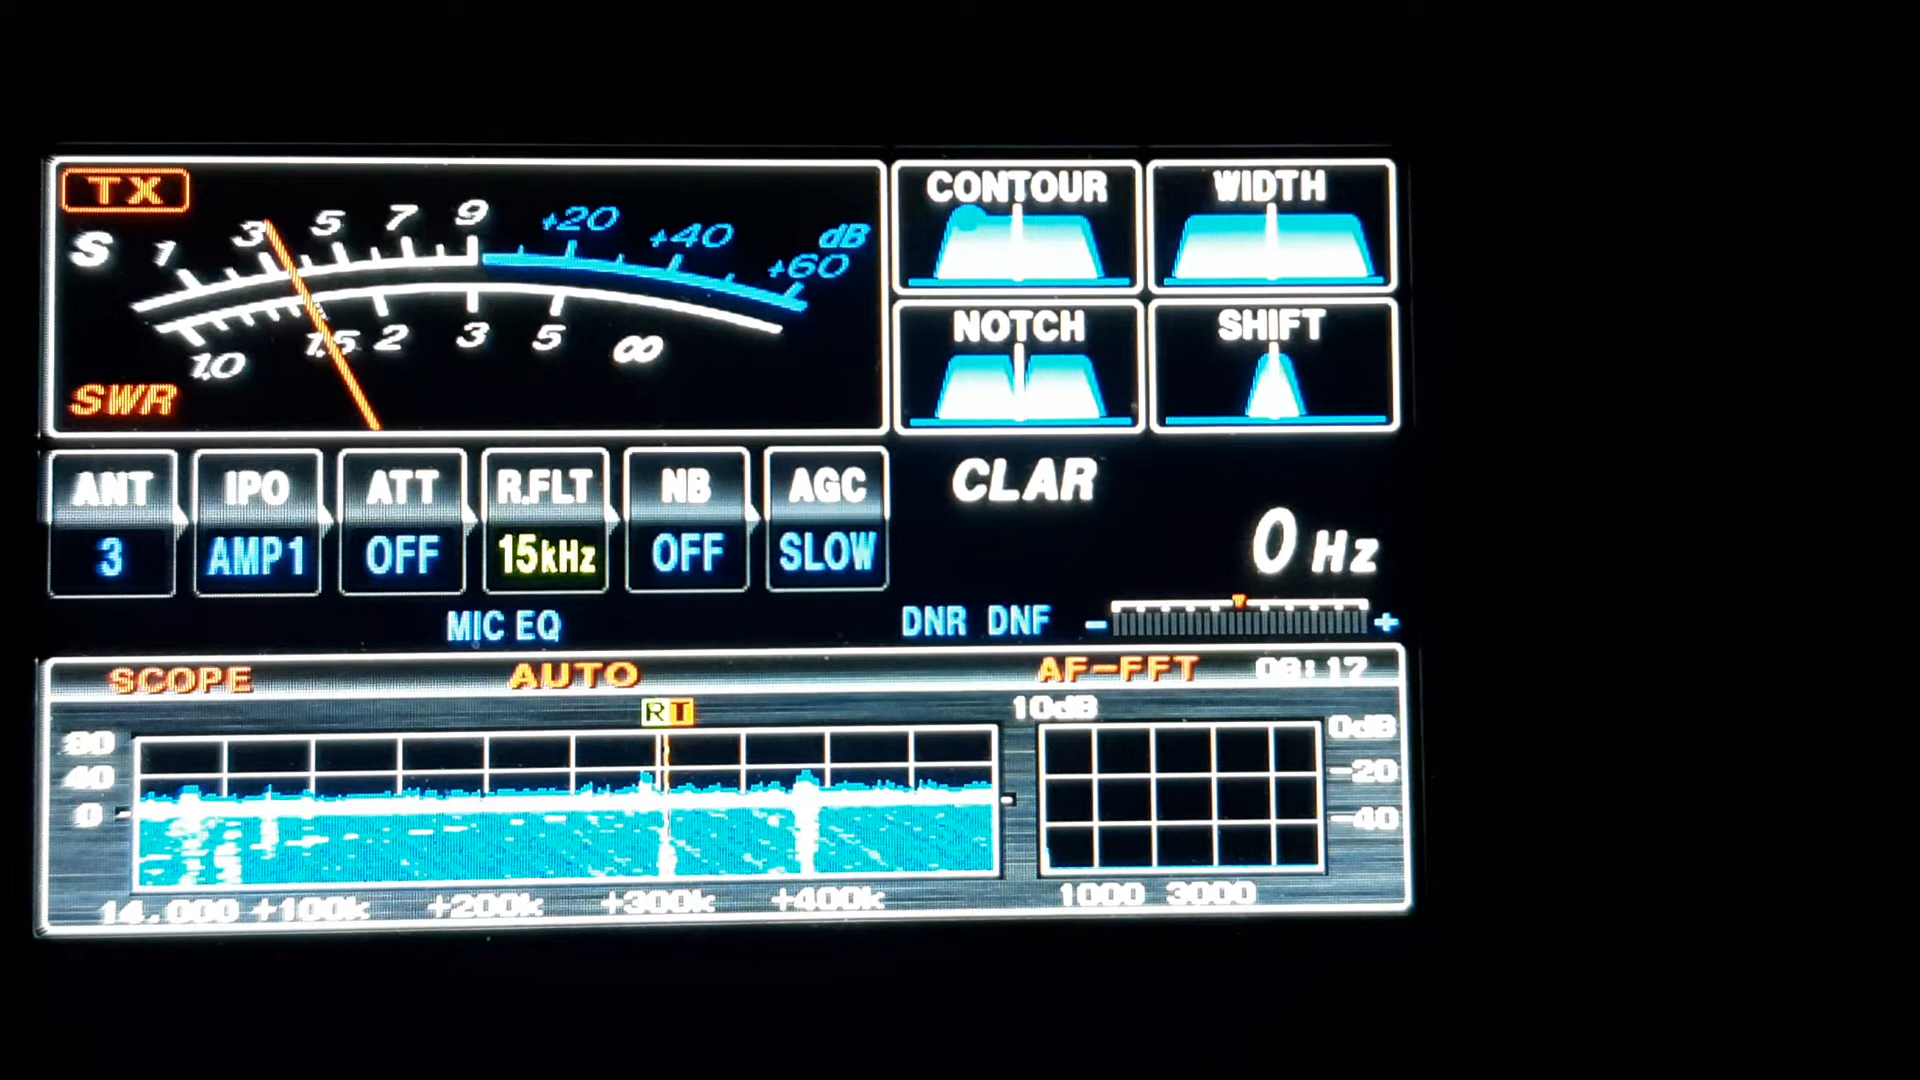 TX
S 1 3 5 7 9 +20 +40 +60 dB
1.0 1.5 2 3 5 ∞
SWR
CONTOUR
WIDTH
NOTCH
SHIFT
ANT IPO ATT R.FLT NB AGC
3 AMP1 OFF 15kHz OFF SLOW
CLAR
0 Hz
MIC EQ
DNR DNF - +
SCOPE AUTO AF-FFT 08:17
RT
10dB
80
40
0
0dB
-20
-40
14.000 +100k +200k +300k +400k
1000 3000